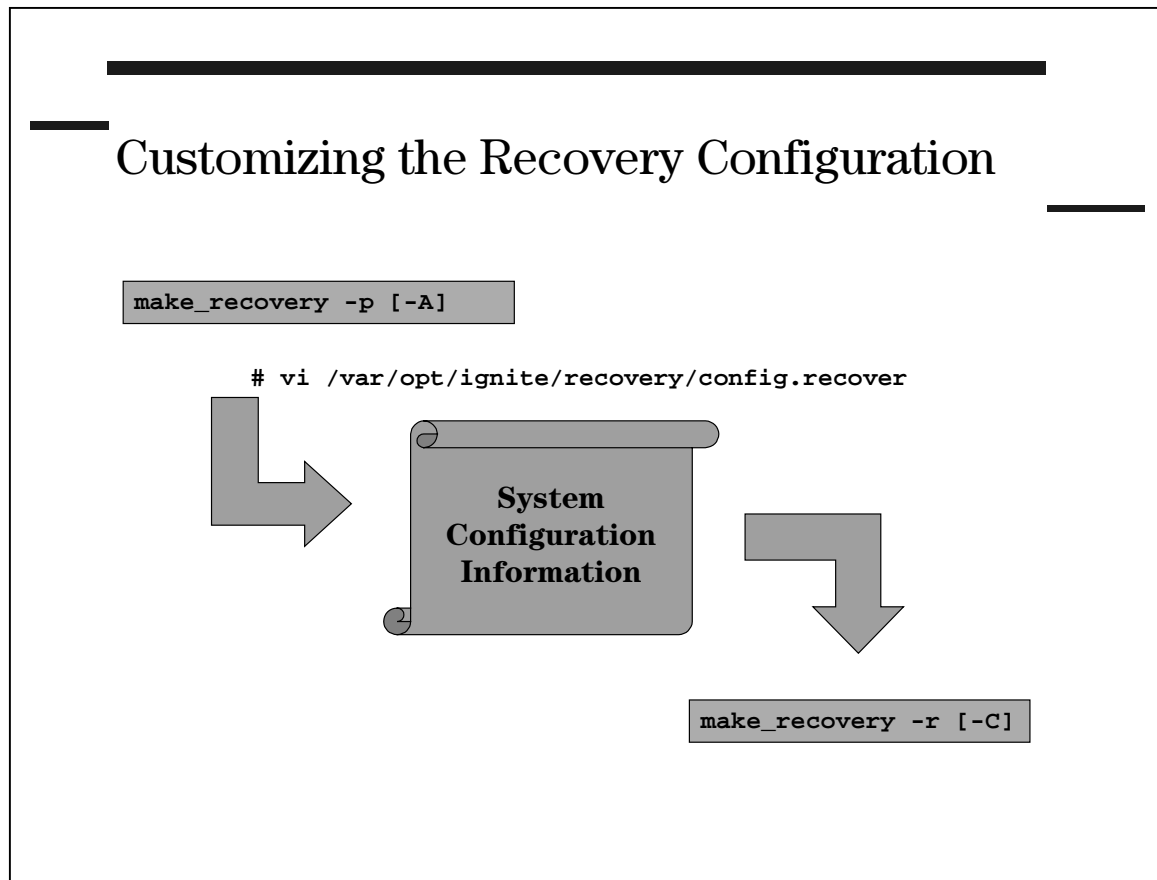 Customizing the Recovery Configuration
make_recovery -p [-A]
# vi /var/opt/ignite/recovery/config.recover
System
Configuration
Information
make_recovery -r [-C]